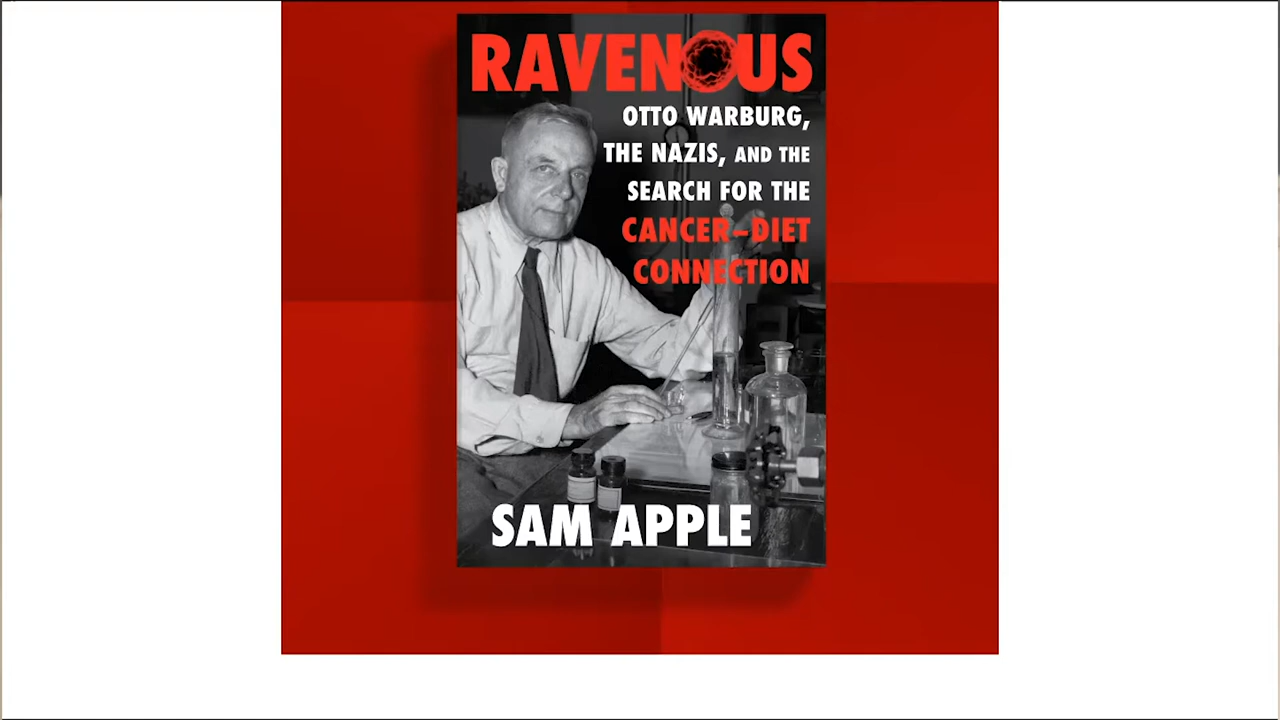 RAVENOUS
OTTO WARBURG,
THE NAZIS, AND THE
SEARCH FOR THE
CANCER–DIET
CONNECTION
SAM APPLE